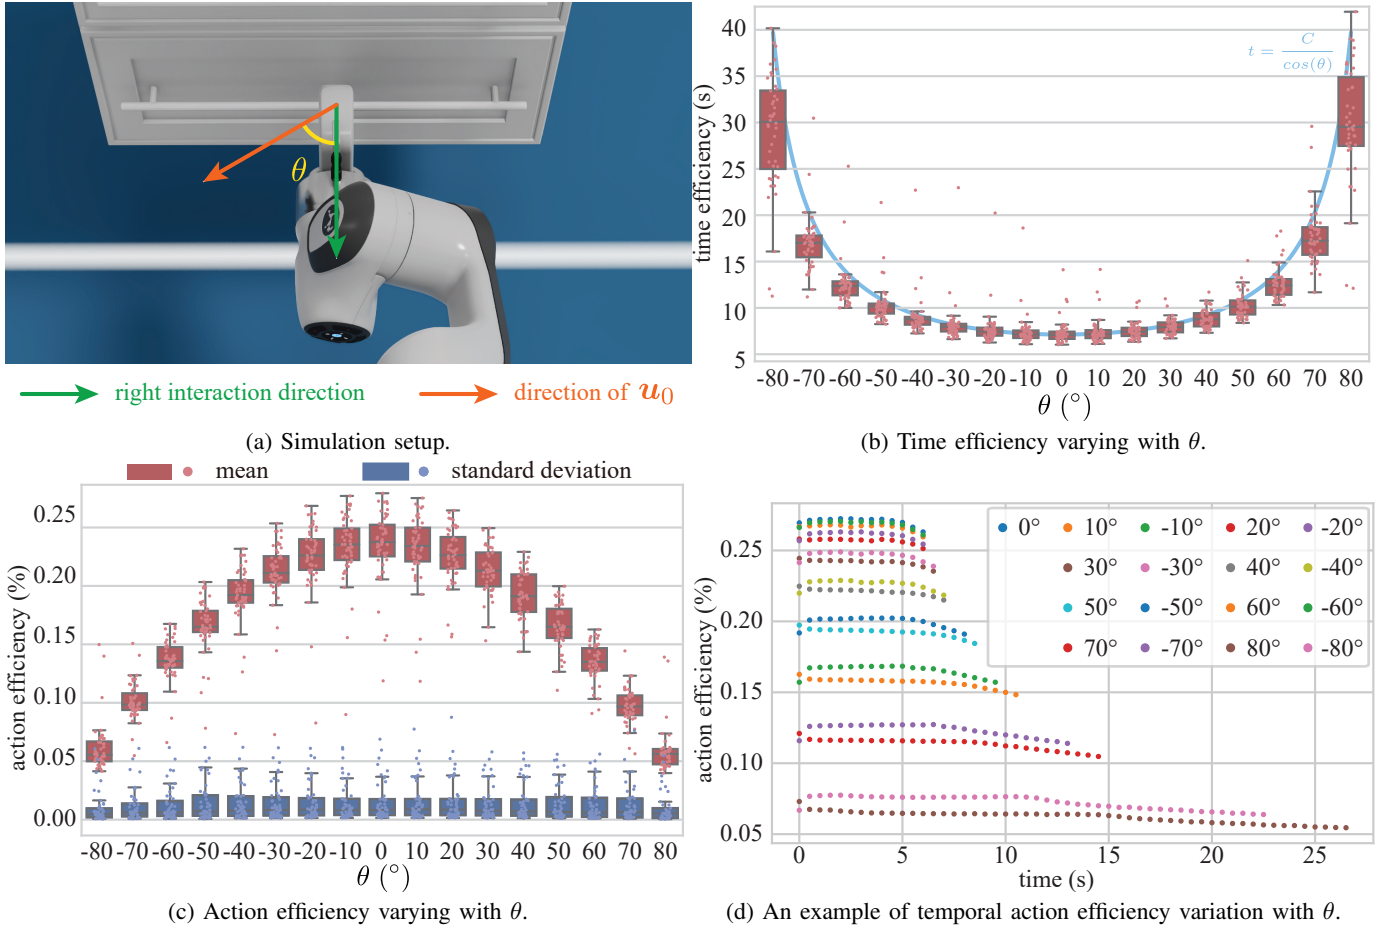 θ
right interaction direction
direction of u₀
(a) Simulation setup.
time efficiency (s)
40
35
30
25
20
15
10
5
t = C / cos(θ)
-80 -70 -60 -50 -40 -30 -20 -10 0 10 20 30 40 50 60 70 80
θ (°)
(b) Time efficiency varying with θ.
mean
standard deviation
action efficiency (%)
0.25
0.20
0.15
0.10
0.05
0.00
-80 -70 -60 -50 -40 -30 -20 -10 0 10 20 30 40 50 60 70 80
θ (°)
(c) Action efficiency varying with θ.
action efficiency (%)
0.25
0.20
0.15
0.10
0.05
0° 10° -10° 20° -20°
30° -30° 40° -40°
50° -50° 60° -60°
70° -70° 80° -80°
0 5 10 15 20 25
time (s)
(d) An example of temporal action efficiency variation with θ.